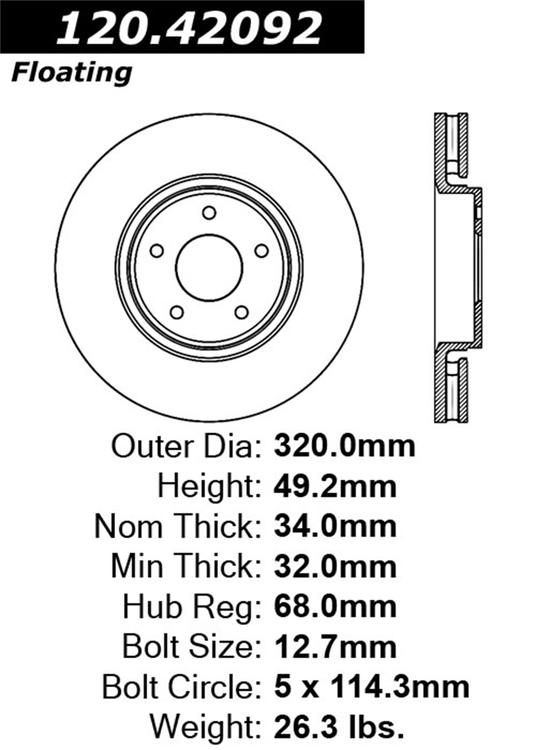 120.42092
Floating
Outer Dia: 320.0mm
Height: 49.2mm
Nom Thick: 34.0mm
Min Thick: 32.0mm
Hub Reg: 68.0mm
Bolt Size: 12.7mm
Bolt Circle: 5 x 114.3mm
Weight: 26.3 lbs.